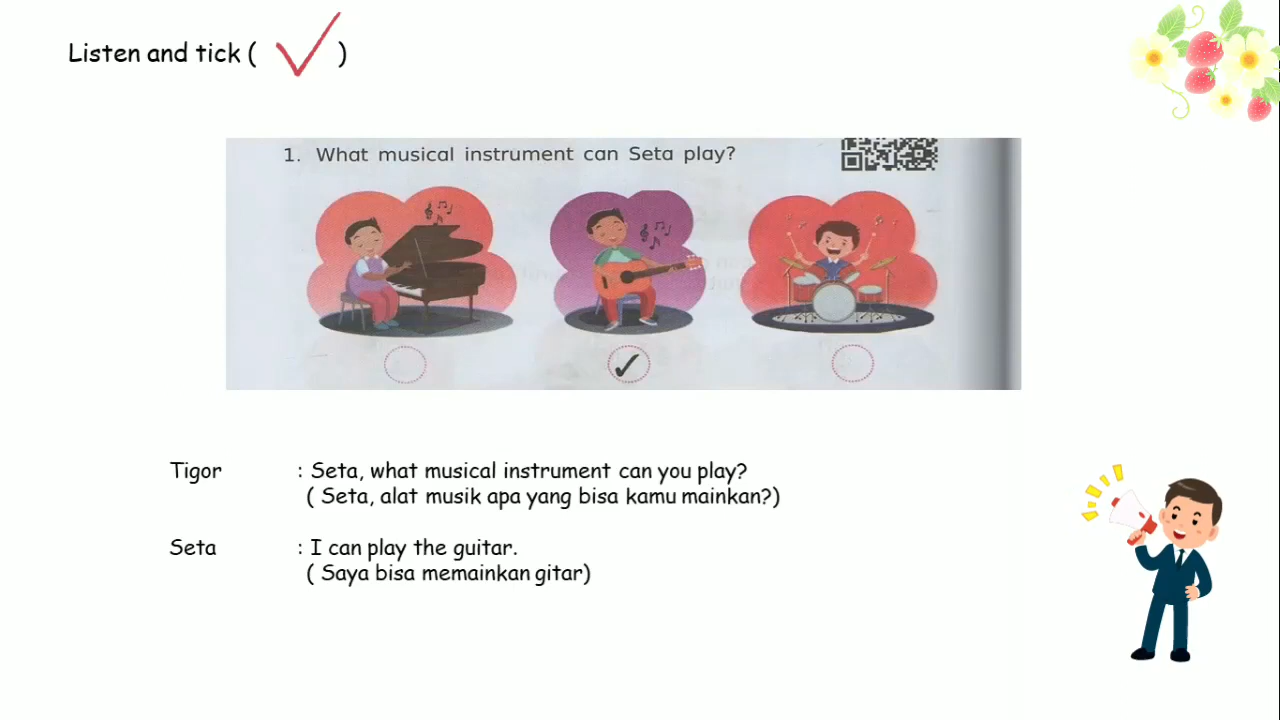 Listen and tick ( )
1. What musical instrument can Seta play?
Tigor : Seta, what musical instrument can you play?
( Seta, alat musik apa yang bisa kamu mainkan?)
Seta : I can play the guitar.
( Saya bisa memainkan gitar)